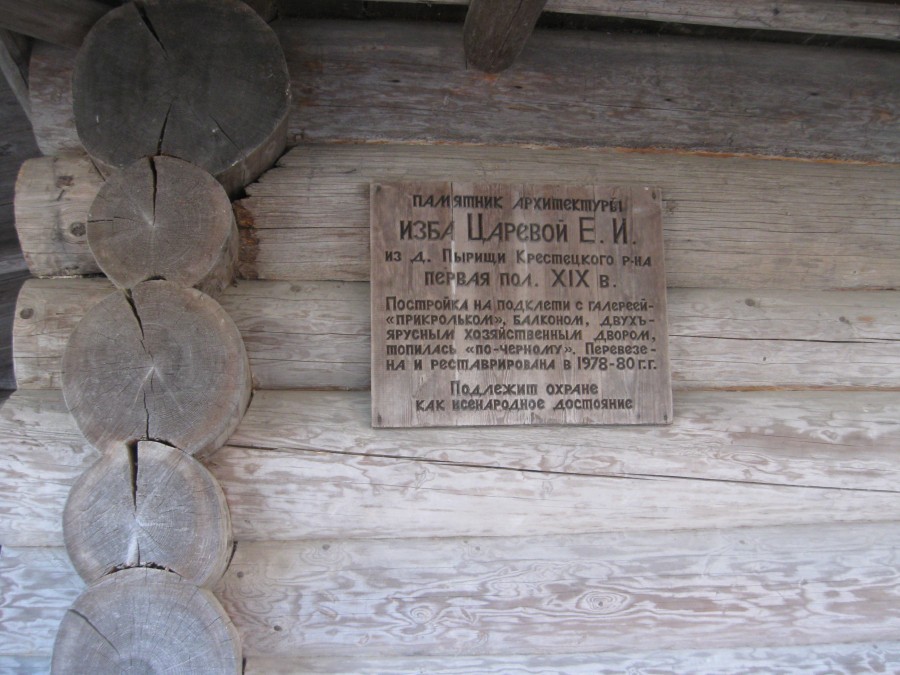 ПАМЯТНИК АРХИТЕКТУРЫ
ИЗБА ЦАРЕВОЙ Е. И.
ИЗ Д. ПЫРИЩИ КРЕСТЕЦКОГО Р-НА
ПЕРВАЯ ПОЛ. XIX В.
ПОСТРОЙКА НА ПОДКЛЕТИ С ГАЛЕРЕЕЙ-
«ПРИКРОЛЬКОМ», БАЛКОНОМ, ДВУХЪ-
ЯРУСНЫМ ХОЗЯЙСТВЕННЫМ ДВОРОМ,
ТОПИЛАСЬ «ПО-ЧЕРНОМУ». ПЕРЕВЕЗЕ-
НА И РЕСТАВРИРОВАНА В 1978-80 Г.Г.
ПОДЛЕЖИТ ОХРАНЕ
КАК ВСЕНАРОДНОЕ ДОСТОЯНИЕ